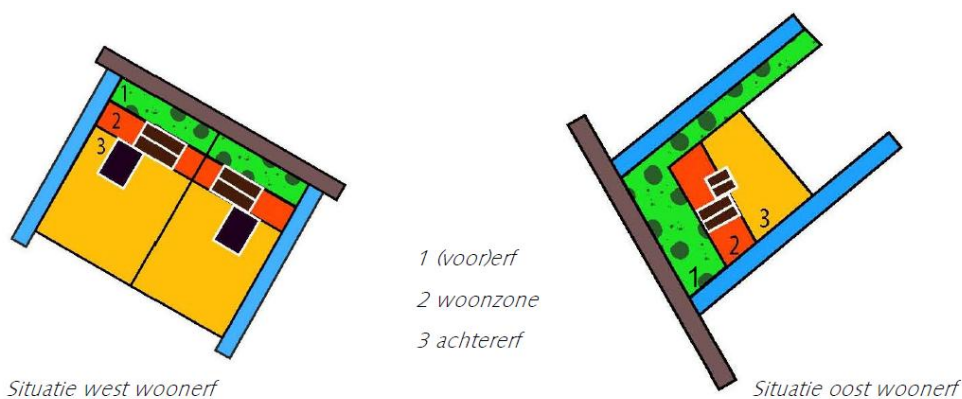 1
2
3
1
2
3
1 (voor)erf
2 woonzone
3 achtererf
Situatie west woonerf
Situatie oost woonerf